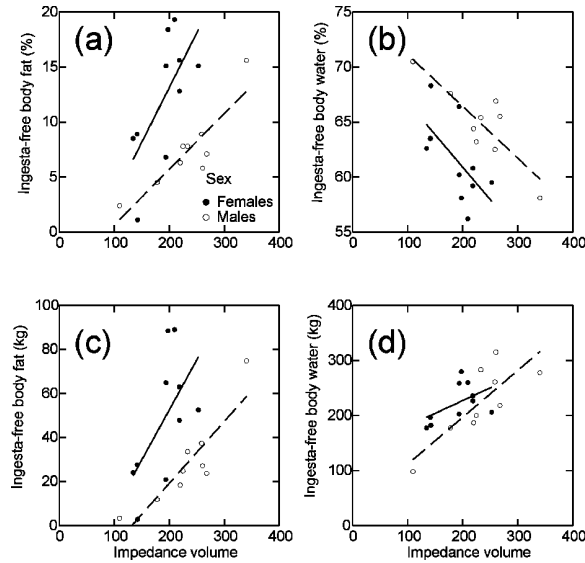 (a)
Ingesta-free body fat (%)
20
15
10
5
0
0 100 200 300 400
Sex
Females
Males
(b)
Ingesta-free body water (%)
75
70
65
60
55
0 100 200 300 400
(c)
Ingesta-free body fat (kg)
100
80
60
40
20
0
0 100 200 300 400
Impedance volume
(d)
Ingesta-free body water (kg)
400
300
200
100
0
0 100 200 300 400
Impedance volume